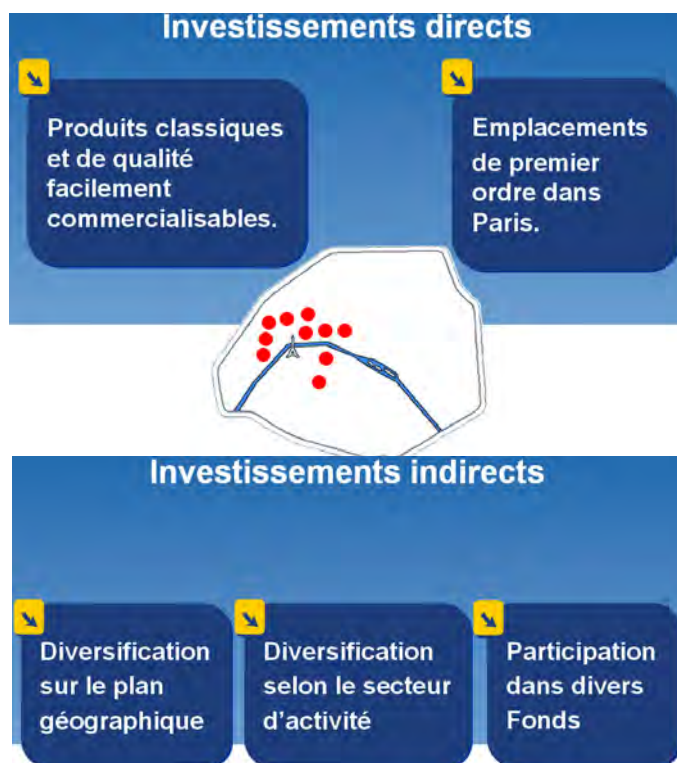 Investissements directs
Produits classiques
et de qualité
facilement
commercialisables.
Emplacements
de premier
ordre dans
Paris.
Investissements indirects
Diversification
sur le plan
géographique
Diversification
selon le secteur
d'activité
Participation
dans divers
Fonds